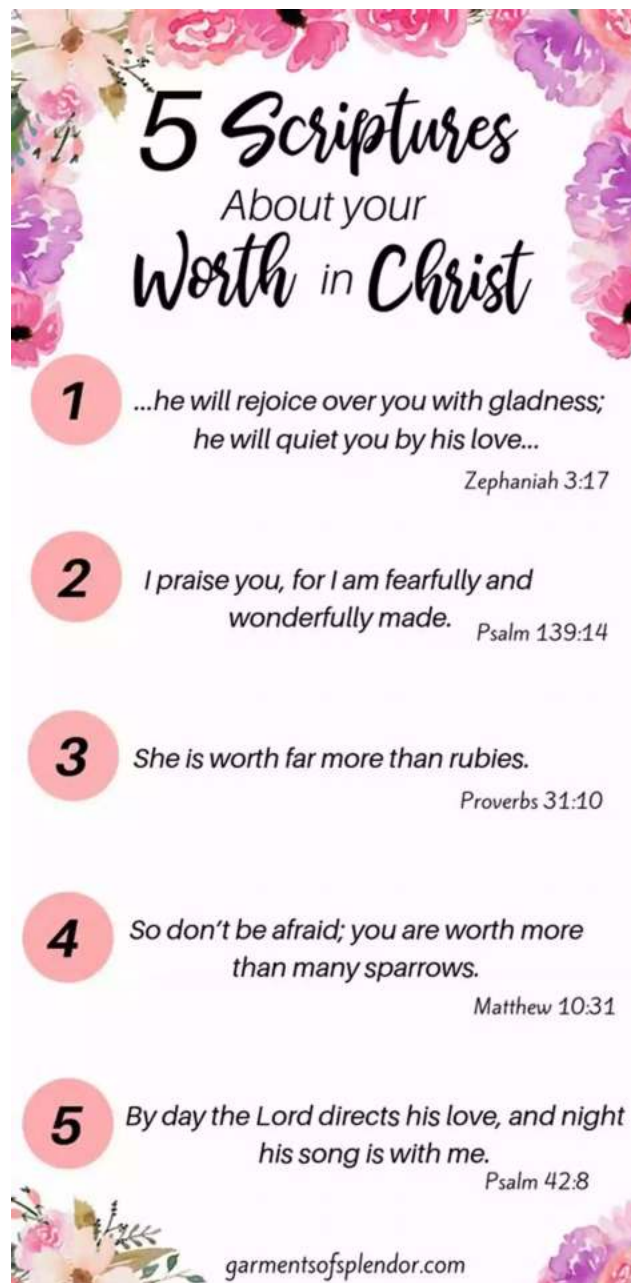 5 Scriptures
About your
Worth in Christ
1
...he will rejoice over you with gladness;
he will quiet you by his love...
Zephaniah 3:17
2
I praise you, for I am fearfully and
wonderfully made.
Psalm 139:14
3
She is worth far more than rubies.
Proverbs 31:10
4
So don't be afraid; you are worth more
than many sparrows.
Matthew 10:31
5
By day the Lord directs his love, and night
his song is with me.
Psalm 42:8
garmentsofsplendor.com